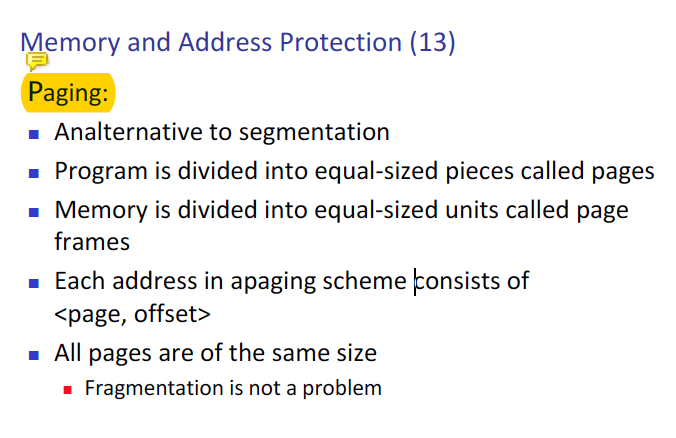 Memory and Address Protection (13)
Paging:
Analternative to segmentation
Program is divided into equal-sized pieces called pages
Memory is divided into equal-sized units called page
frames
Each address in apaging scheme consists of
<page, offset>
All pages are of the same size
Fragmentation is not a problem